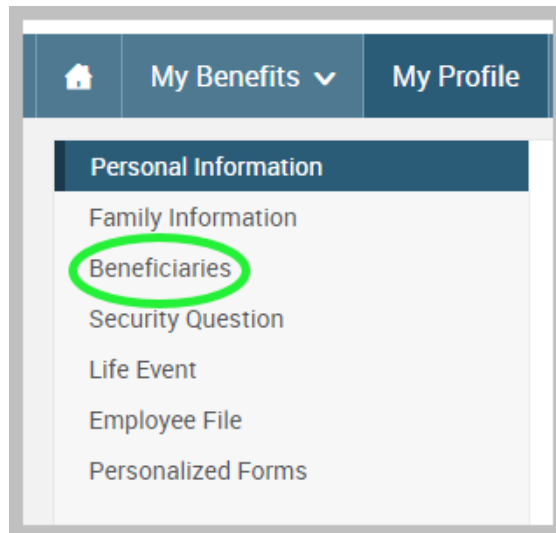 My Benefits My Profile
Personal Information
Family Information
Beneficiaries
Security Question
Life Event
Employee File
Personalized Forms